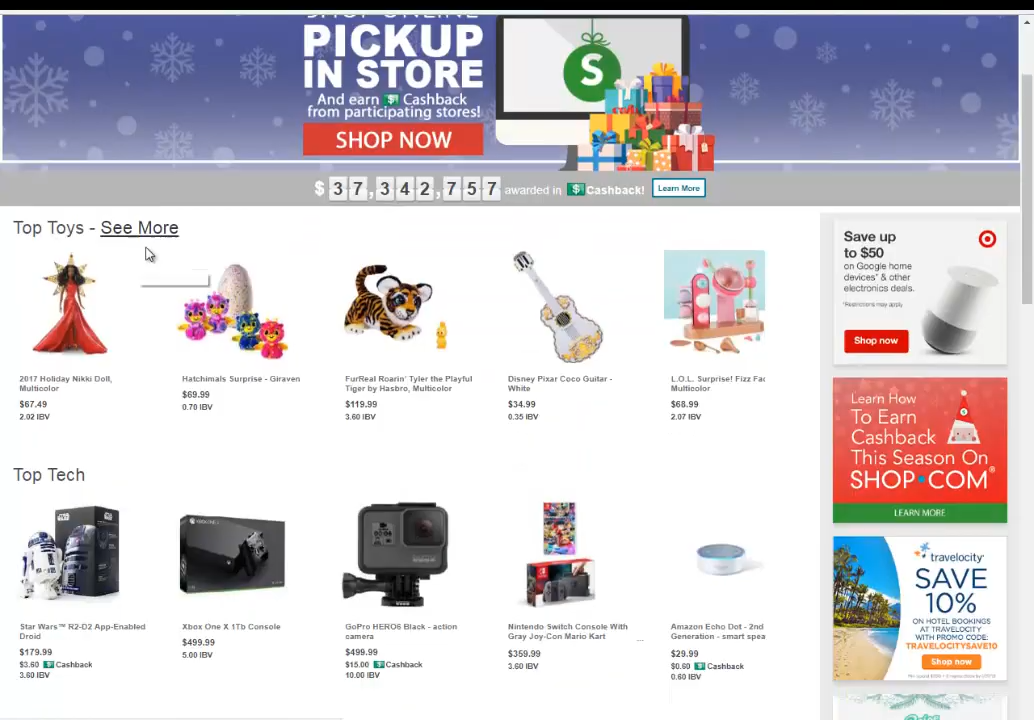 SHOP ONLINE
PICKUP
IN STORE
And earn $ Cashback
from participating stores!
SHOP NOW
S
$ 37,342,757 awarded in $ Cashback! Learn More
Top Toys - See More
2017 Holiday Nikki Doll,
Multicolor
$67.49
2.02 IBV
Hatchimals Surprise - Giraven
$69.99
0.70 IBV
FurReal Roarin' Tyler the Playful
Tiger by Hasbro, Multicolor
$119.99
3.60 IBV
Disney Pixar Coco Guitar -
White
$34.99
0.35 IBV
L.O.L. Surprise! Fizz Fac
Multicolor
$68.99
2.07 IBV
Top Tech
Star Wars™ R2-D2 App-Enabled
Droid
$179.99
$3.60 $ Cashback
3.60 IBV
Xbox One X 1Tb Console
$499.99
5.00 IBV
GoPro HERO6 Black - action
camera
$499.99
$15.00 $ Cashback
10.00 IBV
Nintendo Switch Console With
Gray Joy-Con Mario Kart ...
$359.99
3.60 IBV
Amazon Echo Dot - 2nd
Generation - smart spea
$29.99
$0.60 $ Cashback
0.60 IBV
Save up
to $50
on Google home
devices* & other
electronics deals.
*Restrictions may apply
Shop now
Learn How
To Earn
Cashback
This Season On
SHOP•COM®
LEARN MORE
travelocity
SAVE
10%
ON HOTEL BOOKINGS
AT TRAVELOCITY
WITH PROMO CODE:
TRAVELOCITYSAVE10
Shop now